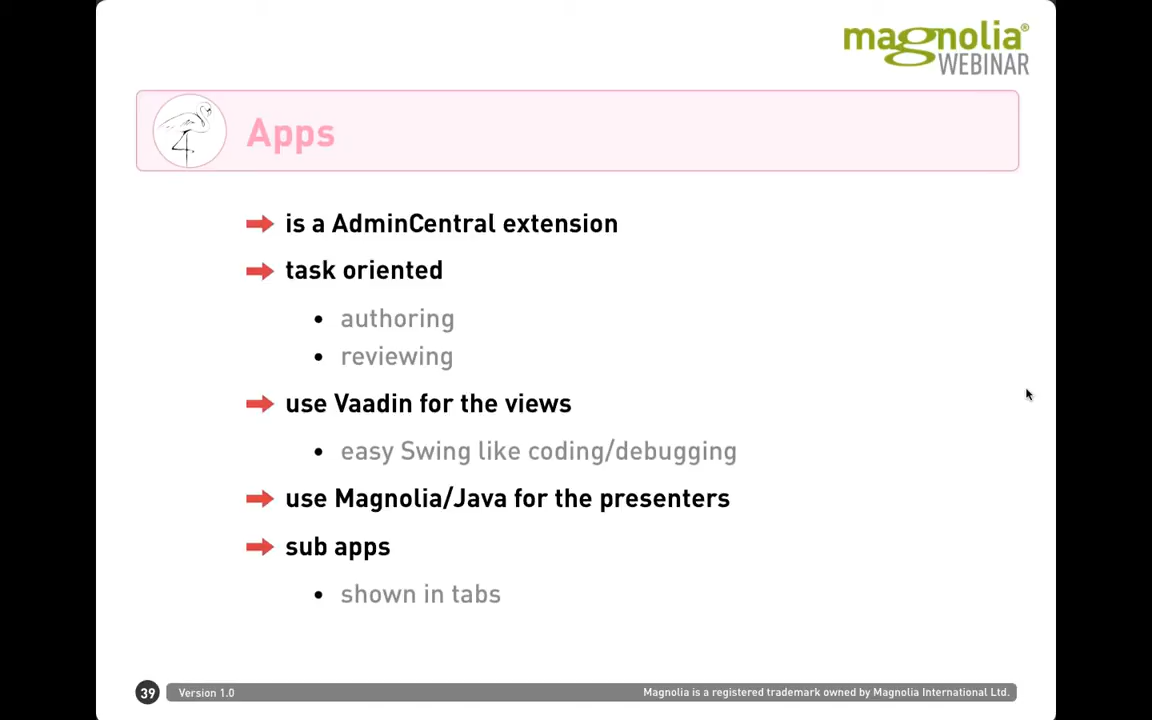 magnolia®
WEBINAR
Apps
is a AdminCentral extension
task oriented
authoring
reviewing
use Vaadin for the views
easy Swing like coding/debugging
use Magnolia/Java for the presenters
sub apps
shown in tabs
39 Version 1.0 Magnolia is a registered trademark owned by Magnolia International Ltd.